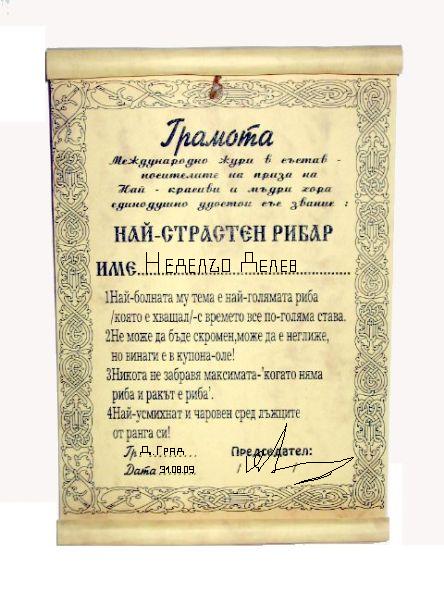 Грамота
Международно жури в състав -
носителите на приза на
Най - красиви и мъдри хора
единодушно удостои със звание :
НАЙ-СТРАСТЕН РИБАР
ИМЕ Неделчо Делев
1Най-болната му тема е най-голямата риба
/която е хващал/-с времето все по-голяма става.
2Не може да бъде скромен,може да е неглиже,
но винаги е в купона-оле!
3Никога не забравя максимата-'когато няма
риба и ракът е риба'.
4Най-усмихнат и чаровен сред лъжците
от ранга си!
Гр. Д. Град Председател:
Дата 31.08.09